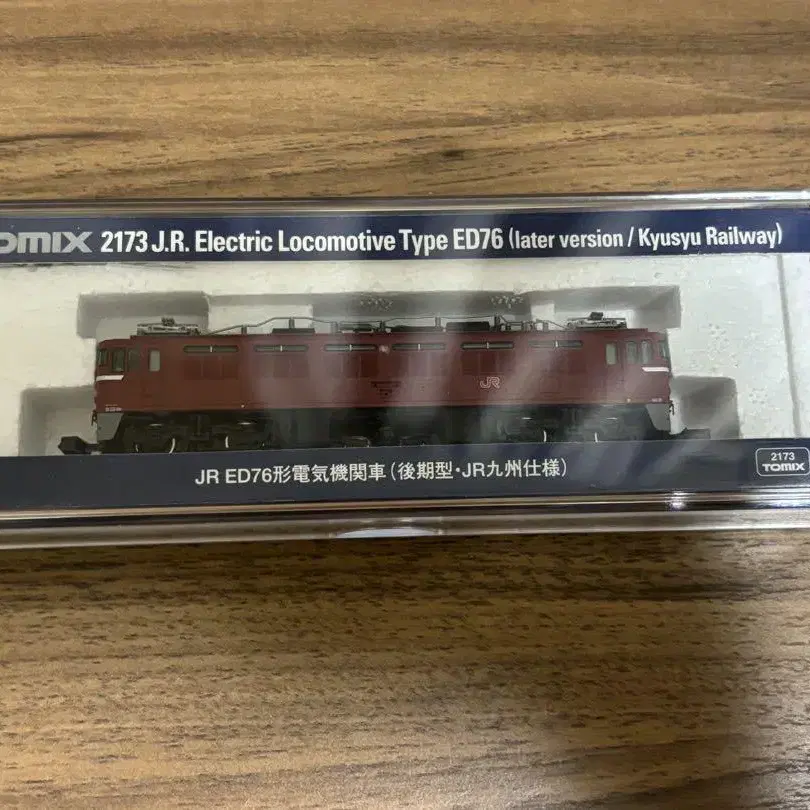 OMIX 2173 J.R. Electric Locomotive Type ED76 (later version / Kyusyu Railway)
JR
JR ED76形電気機関車(後期型・JR九州仕様)
2173
TOMIX